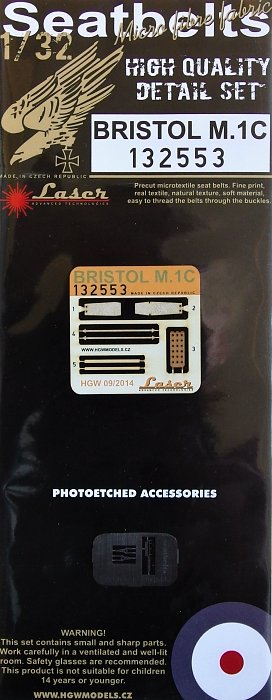 Seatbelts
1/32
Micro fibre fabric
HIGH QUALITY
DETAIL SET
BRISTOL M.1C
132553
MADE IN CZECH REPUBLIC
Laser
ADVANCED TECHNOLOGIES
Precut microtextile seat belts. Fine print,
real textile, natural texture, soft material,
easy to thread the belts through the buckles.
BRISTOL M.1C
132553
MADE IN CZECH REPUBLIC
1
2
4
3
WWW.HGWMODELS.CZ
5
HGW 09/2014
Laser
ADVANCED TECHNOLOGIES
PHOTOETCHED ACCESSORIES
WARNING!
This set contains small and sharp parts.
Work carefully in a ventilated and well-lit
room. Safety glasses are recommended.
This product is not suitable for children
14 years or younger.
WWW.HGWMODELS.CZ